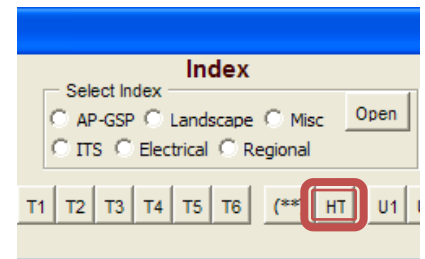 Index
Select Index
AP-GSP Landscape Misc Open
ITS Electrical Regional
T1 T2 T3 T4 T5 T6 (** HT U1